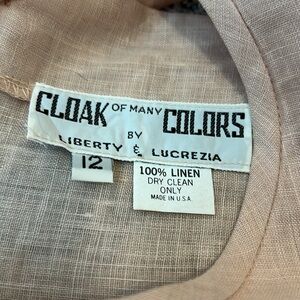 CLOAK OF MANY COLORS
BY
LIBERTY & LUCREZIA
12
100% LINEN
DRY CLEAN
ONLY
MADE IN U.S.A.